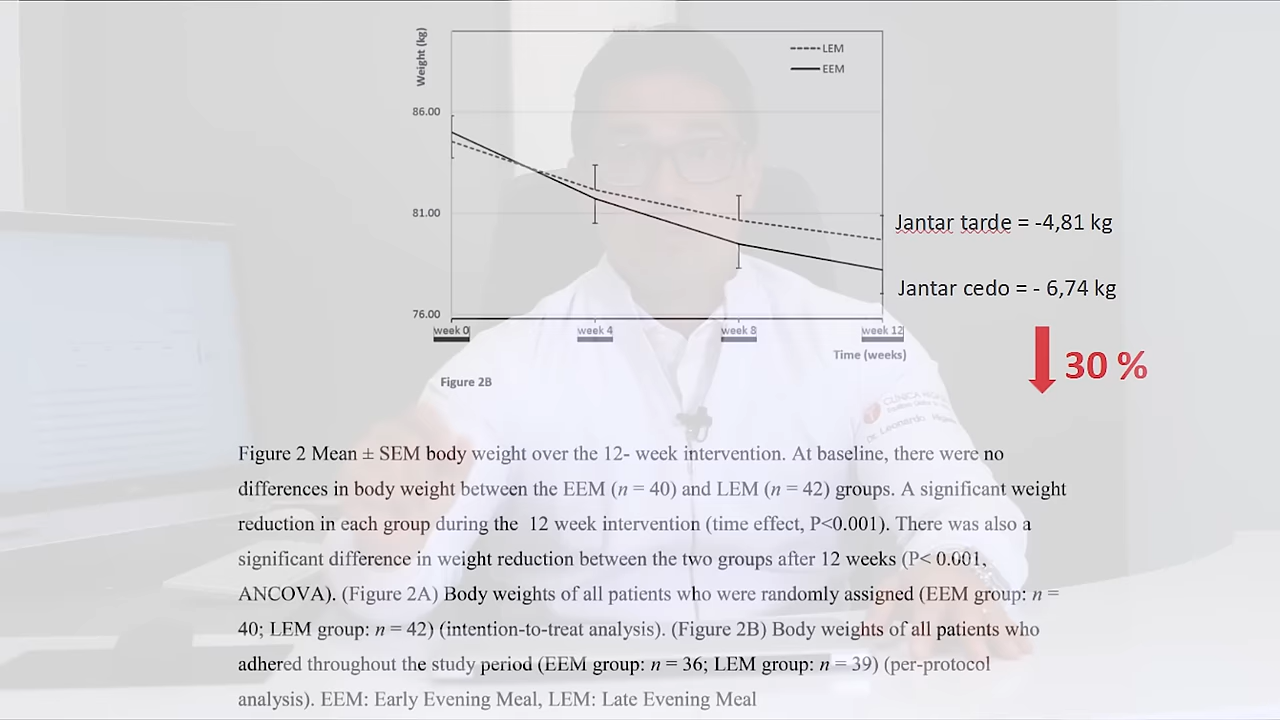 Weight (kg)
LEM
EEM
86.00
81.00
76.00
week 0
week 4
week 8
week 12
Time (weeks)
Jantar tarde = -4,81 kg
Jantar cedo = - 6,74 kg
30 %
Figure 2B
CLÍNICA
Dr. Leonardo
Figure 2 Mean ± SEM body weight over the 12- week intervention. At baseline, there were no
differences in body weight between the EEM (n = 40) and LEM (n = 42) groups. A significant weight
reduction in each group during the 12 week intervention (time effect, P<0.001). There was also a
significant difference in weight reduction between the two groups after 12 weeks (P< 0.001,
ANCOVA). (Figure 2A) Body weights of all patients who were randomly assigned (EEM group: n =
40; LEM group: n = 42) (intention-to-treat analysis). (Figure 2B) Body weights of all patients who
adhered throughout the study period (EEM group: n = 36; LEM group: n = 39) (per-protocol
analysis). EEM: Early Evening Meal, LEM: Late Evening Meal